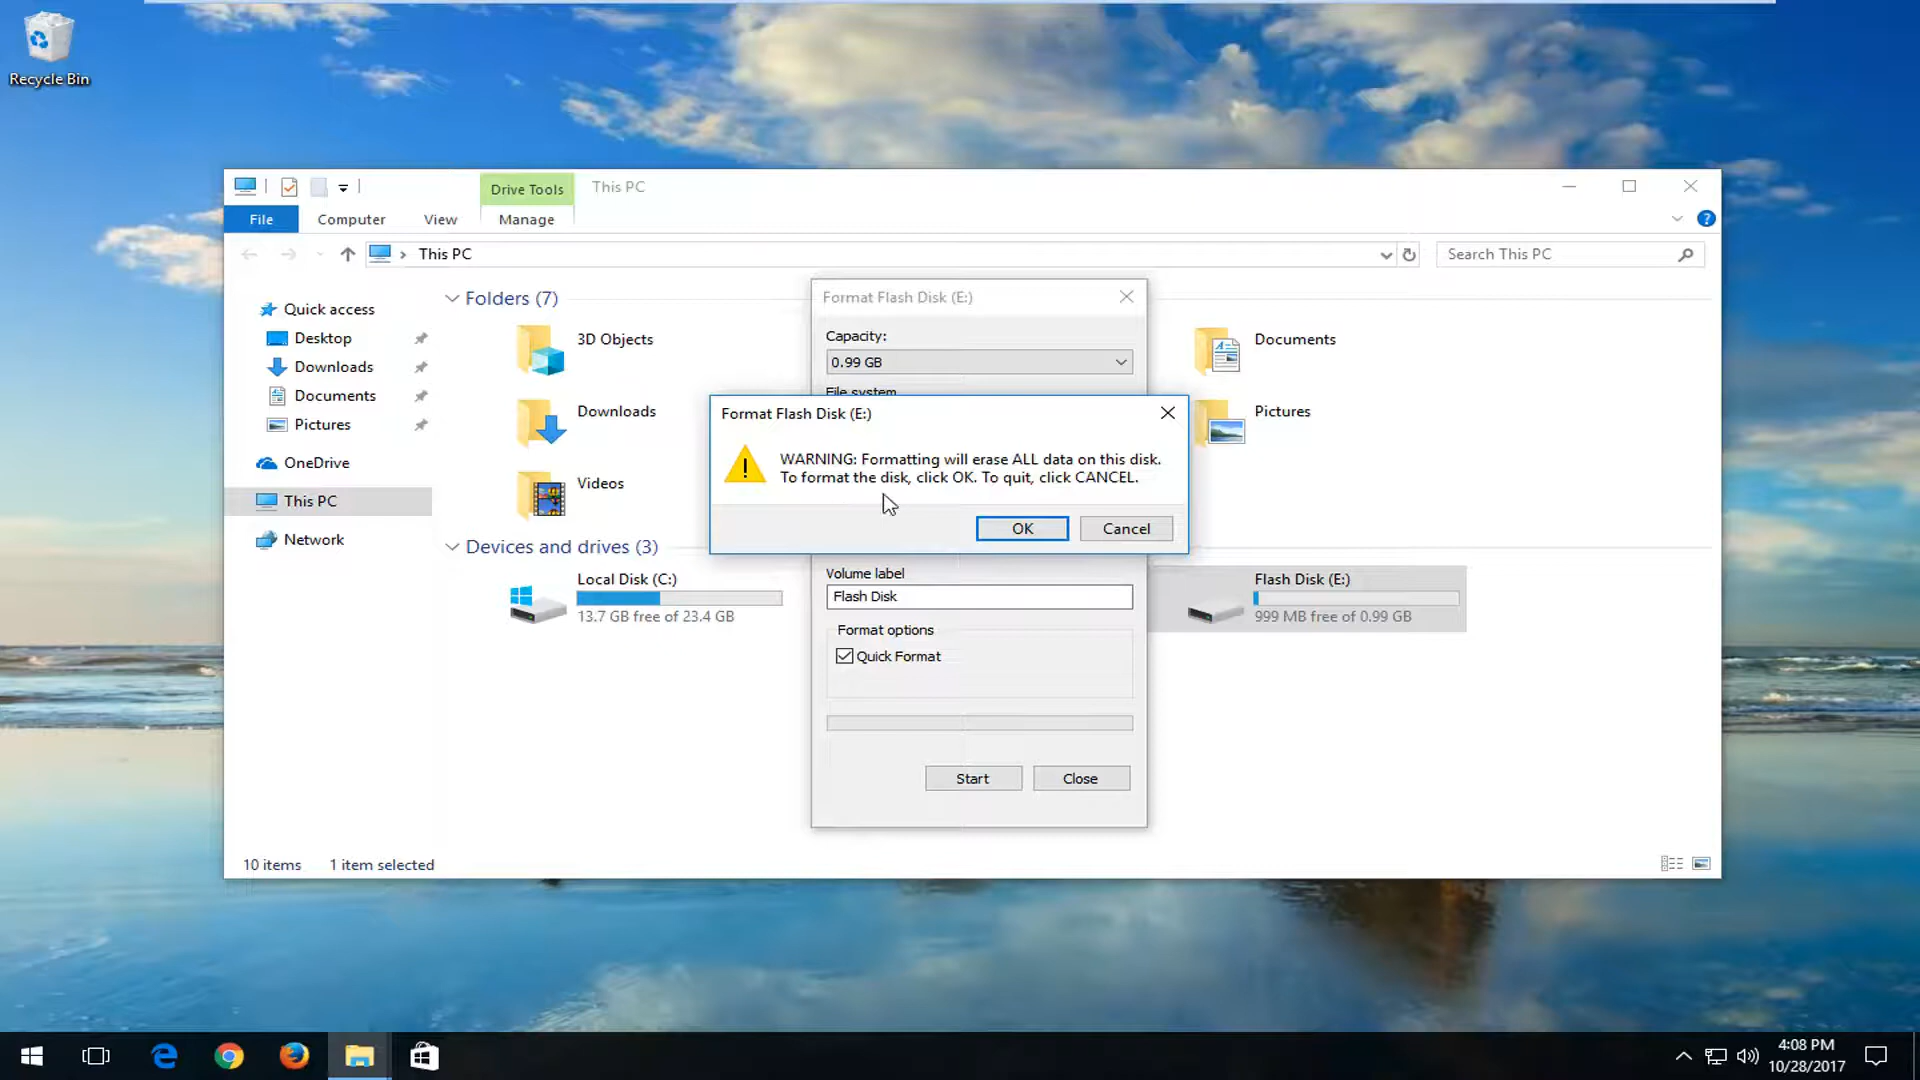 Recycle Bin
Drive Tools
This PC
File
Computer
View
Manage
This PC
Search This PC
Quick access
Desktop
Downloads
Documents
Pictures
OneDrive
This PC
Network
Folders (7)
3D Objects
Documents
Downloads
Pictures
Videos
Devices and drives (3)
Local Disk (C:)
13.7 GB free of 23.4 GB
Flash Disk (E:)
999 MB free of 0.99 GB
Format Flash Disk (E:)
Capacity:
0.99 GB
File system
Format Flash Disk (E:)
WARNING: Formatting will erase ALL data on this disk.
To format the disk, click OK. To quit, click CANCEL.
OK
Cancel
Volume label
Flash Disk
Format options
Quick Format
Start
Close
10 items
1 item selected
4:08 PM
10/28/2017